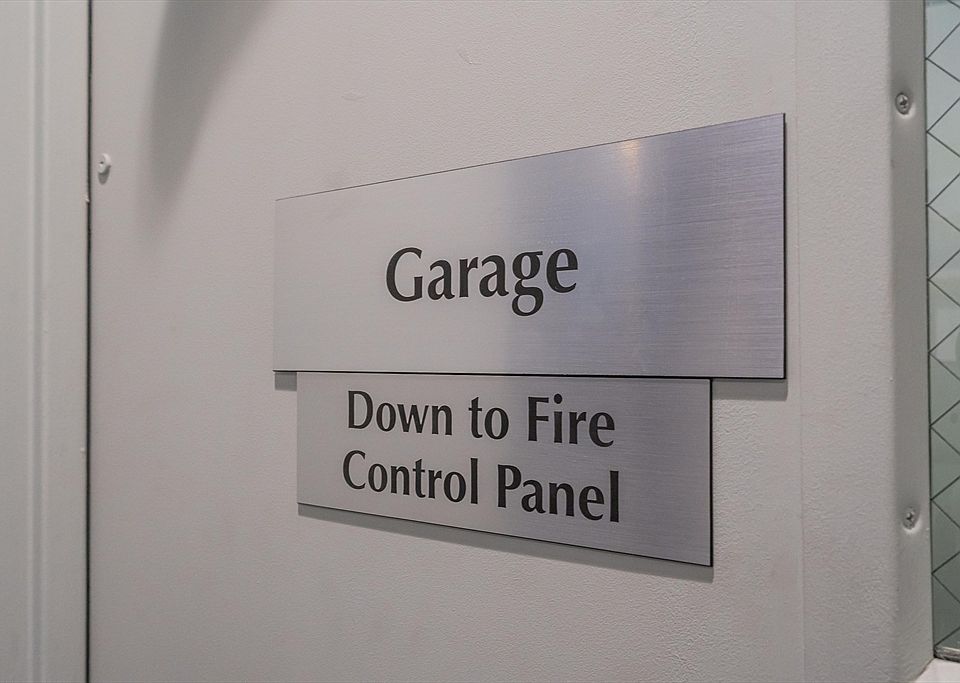 Garage
Down to Fire
Control Panel